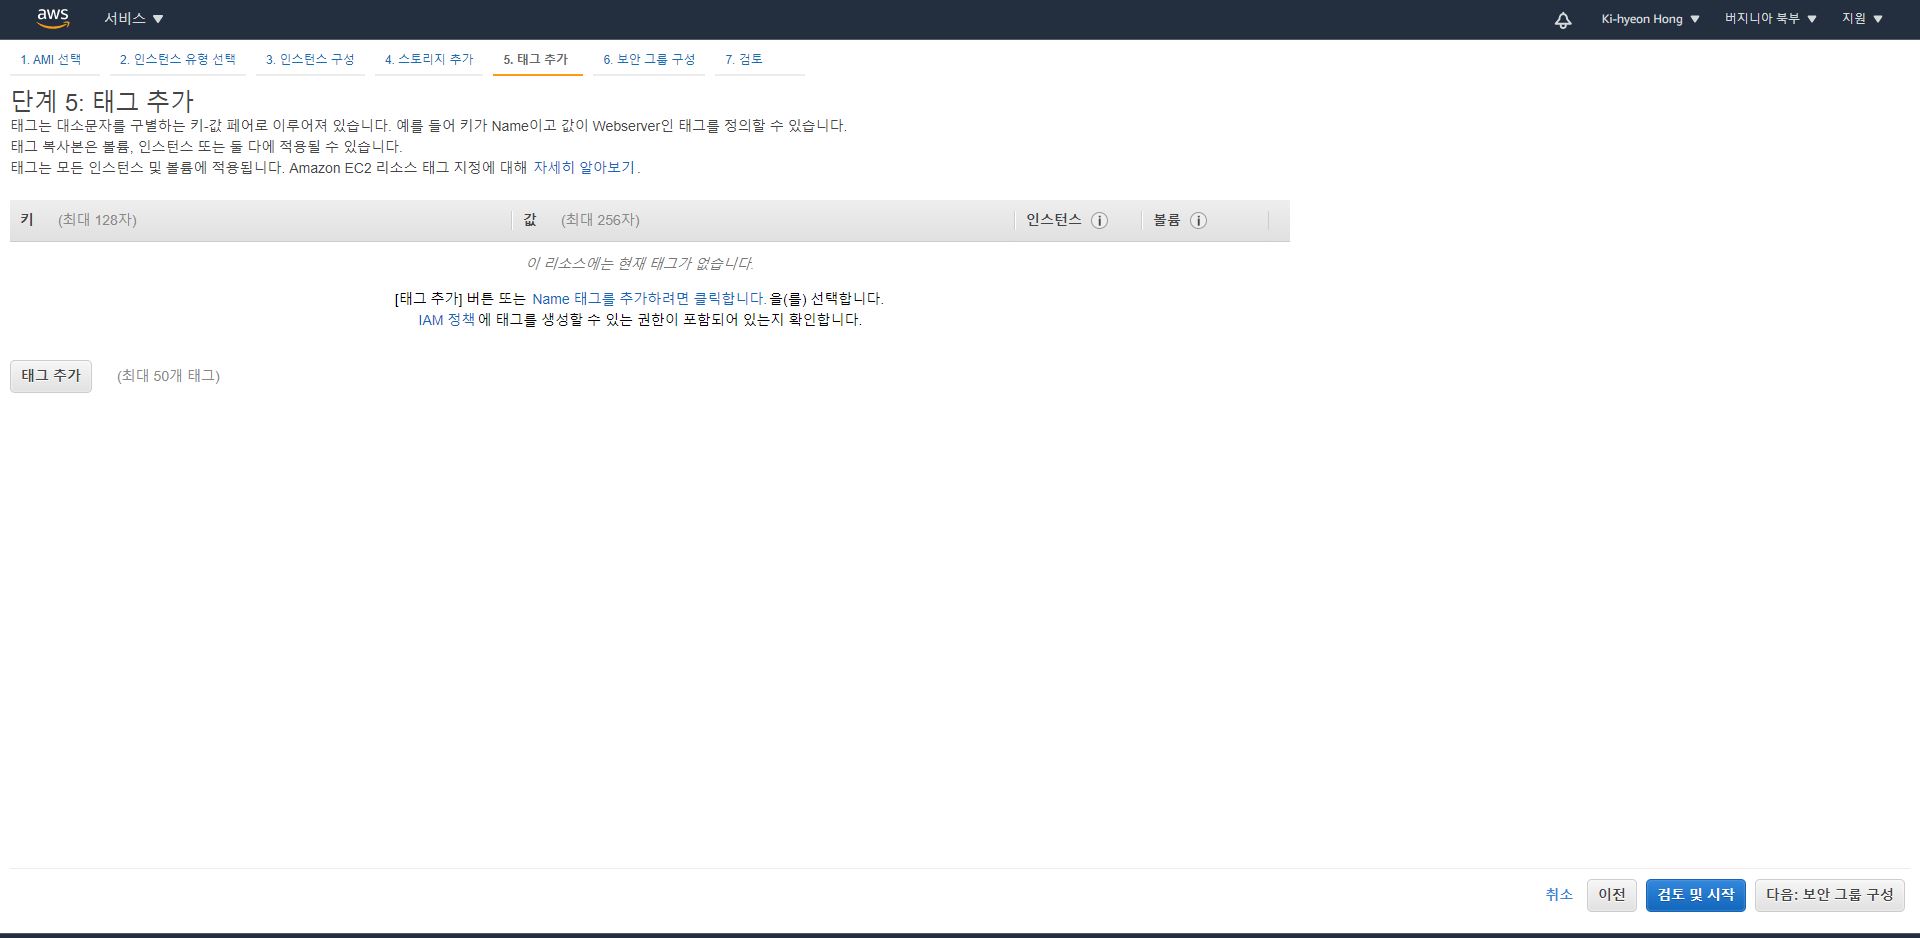 aws 서비스 Ki-hyeon Hong 버지니아 북부 지원
1. AMI 선택 2. 인스턴스 유형 선택 3. 인스턴스 구성 4. 스토리지 추가 5. 태그 추가 6. 보안 그룹 구성 7. 검토
단계 5: 태그 추가
태그는 대소문자를 구별하는 키-값 페어로 이루어져 있습니다. 예를 들어 키가 Name이고 값이 Webserver인 태그를 정의할 수 있습니다.
태그 복사본은 볼륨, 인스턴스 또는 둘 다에 적용될 수 있습니다.
태그는 모든 인스턴스 및 볼륨에 적용됩니다. Amazon EC2 리소스 태그 지정에 대해 자세히 알아보기.
키 (최대 128자) 값 (최대 256자) 인스턴스 볼륨
이 리소스에는 현재 태그가 없습니다.
[태그 추가] 버튼 또는 Name 태그를 추가하려면 클릭합니다. 을(를) 선택합니다.
IAM 정책에 태그를 생성할 수 있는 권한이 포함되어 있는지 확인합니다.
태그 추가 (최대 50개 태그)
취소 이전 검토 및 시작 다음: 보안 그룹 구성